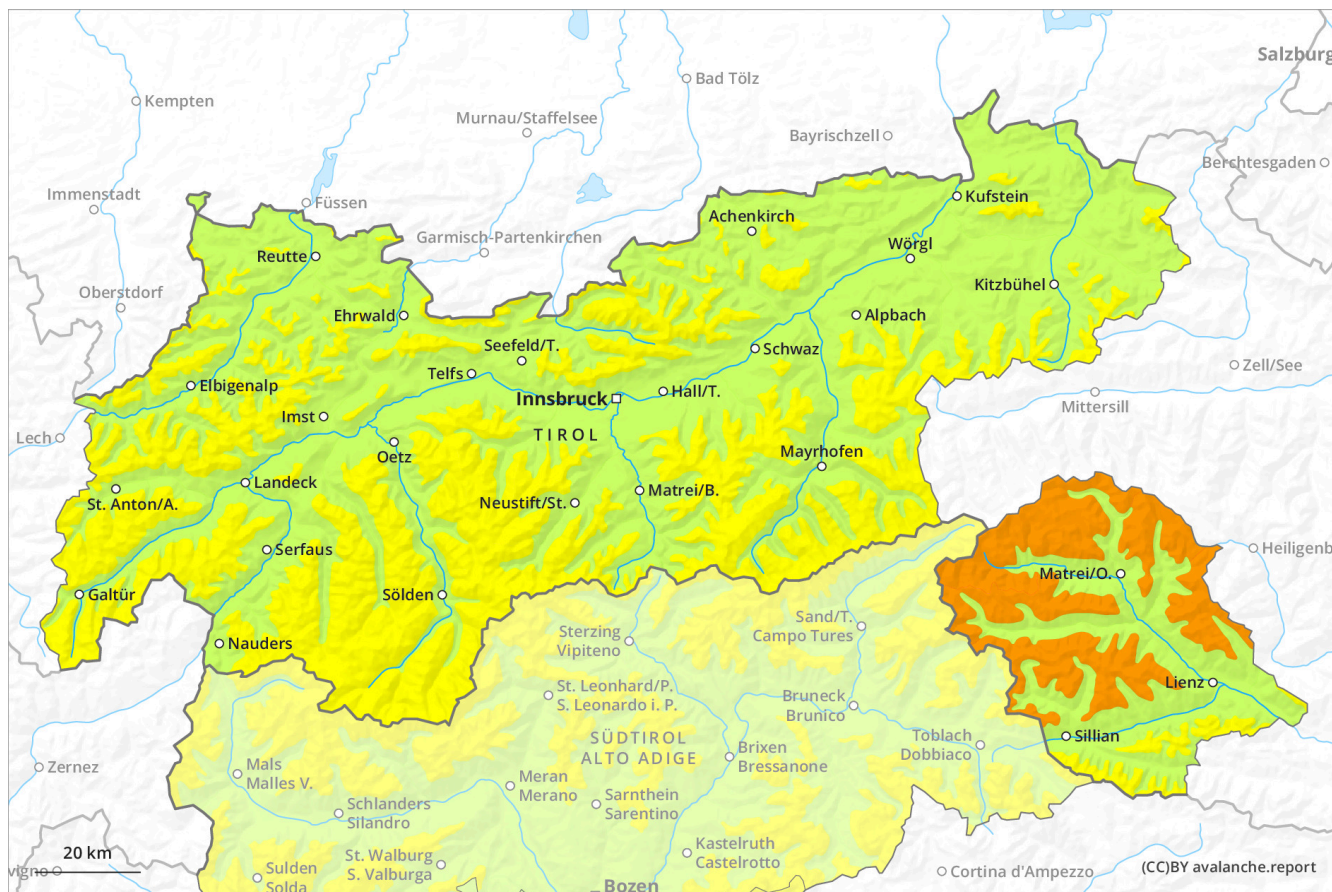 Salzburg
Kempten
Bad Tölz
Murnau/Staffelsee
Bayrischzell
Berchtesgaden
Immenstadt
Füssen
Kufstein
Achenkirch
Garmisch-Partenkirchen
Wörgl
Reutte
Oberstdorf
Kitzbühel
Ehrwald
Alpbach
Seefeld/T.
Schwaz
Zell/See
Telfs
Elbigenalp
Innsbruck
Hall/T.
Mittersill
Imst
Lech
TIROL
Oetz
Mayrhofen
Landeck
Matrei/B.
St. Anton/A.
Neustift/St.
Serfaus
Heiligenb
Matrei/O.
Galtür
Sölden
Sand/T.
Campo Tures
Sterzing
Vipiteno
Nauders
Lienz
St. Leonhard/P.
S. Leonardo i. P.
Bruneck
Brunico
Sillian
SÜDTIROL
ALTO ADIGE
Toblach
Dobbiaco
Brixen
Bressanone
Zernez
Mals
Malles V.
Meran
Merano
Sarnthein
Sarentino
Schlanders
Silandro
20 km
Kastelruth
Castelrotto
St. Walburg
S. Valburga
vigno
Sulden
Solda
Cortina d'Ampezzo
(CC)BY avalanche.report
Bozen